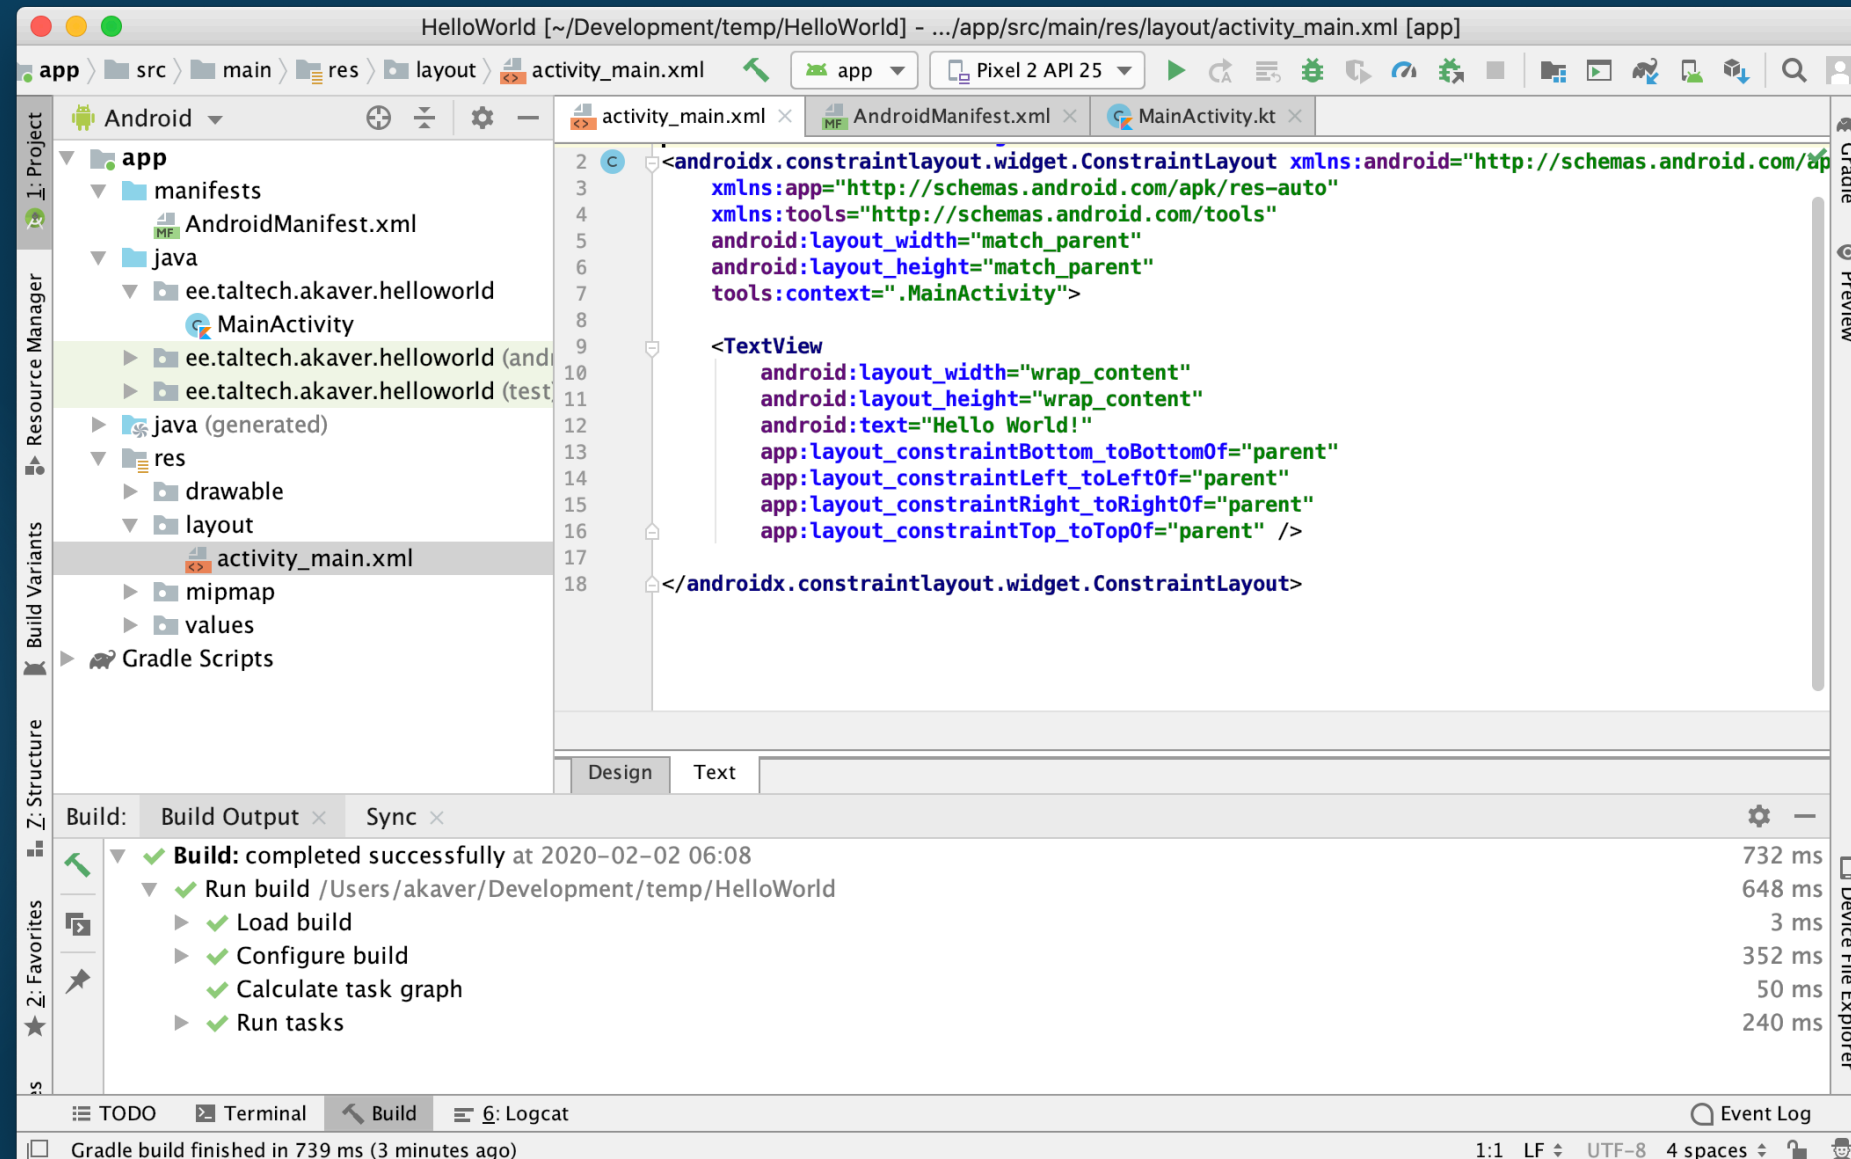 HelloWorld [~/Development/temp/HelloWorld] - .../app/src/main/res/layout/activity_main.xml [app]
app src main res layout activity_main.xml app Pixel 2 API 25
1: Project
Resource Manager
Build Variants
Z: Structure
2: Favorites
Android
app
manifests
AndroidManifest.xml
java
ee.taltech.akaver.helloworld
MainActivity
ee.taltech.akaver.helloworld
ee.taltech.akaver.helloworld (test)
java (generated)
res
drawable
layout
activity_main.xml
mipmap
values
Gradle Scripts
activity_main.xml AndroidManifest.xml MainActivity.kt
2 <androidx.constraintlayout.widget.ConstraintLayout xmlns:android="http://schemas.android.com/ap
3 xmlns:app="http://schemas.android.com/apk/res-auto"
4 xmlns:tools="http://schemas.android.com/tools"
5 android:layout_width="match_parent"
6 android:layout_height="match_parent"
7 tools:context=".MainActivity">
8
9 <TextView
10 android:layout_width="wrap_content"
11 android:layout_height="wrap_content"
12 android:text="Hello World!"
13 app:layout_constraintBottom_toBottomOf="parent"
14 app:layout_constraintLeft_toLeftOf="parent"
15 app:layout_constraintRight_toRightOf="parent"
16 app:layout_constraintTop_toTopOf="parent" />
17
18 </androidx.constraintlayout.widget.ConstraintLayout>
Design Text
Gradle
Preview
Device File Explorer
Build: Build Output Sync
Build: completed successfully at 2020-02-02 06:08 732 ms
Run build /Users/akaver/Development/temp/HelloWorld 648 ms
Load build 3 ms
Configure build 352 ms
Calculate task graph 50 ms
Run tasks 240 ms
TODO Terminal Build 6: Logcat Event Log
Gradle build finished in 739 ms (3 minutes ago) 1:1 LF UTF-8 4 spaces